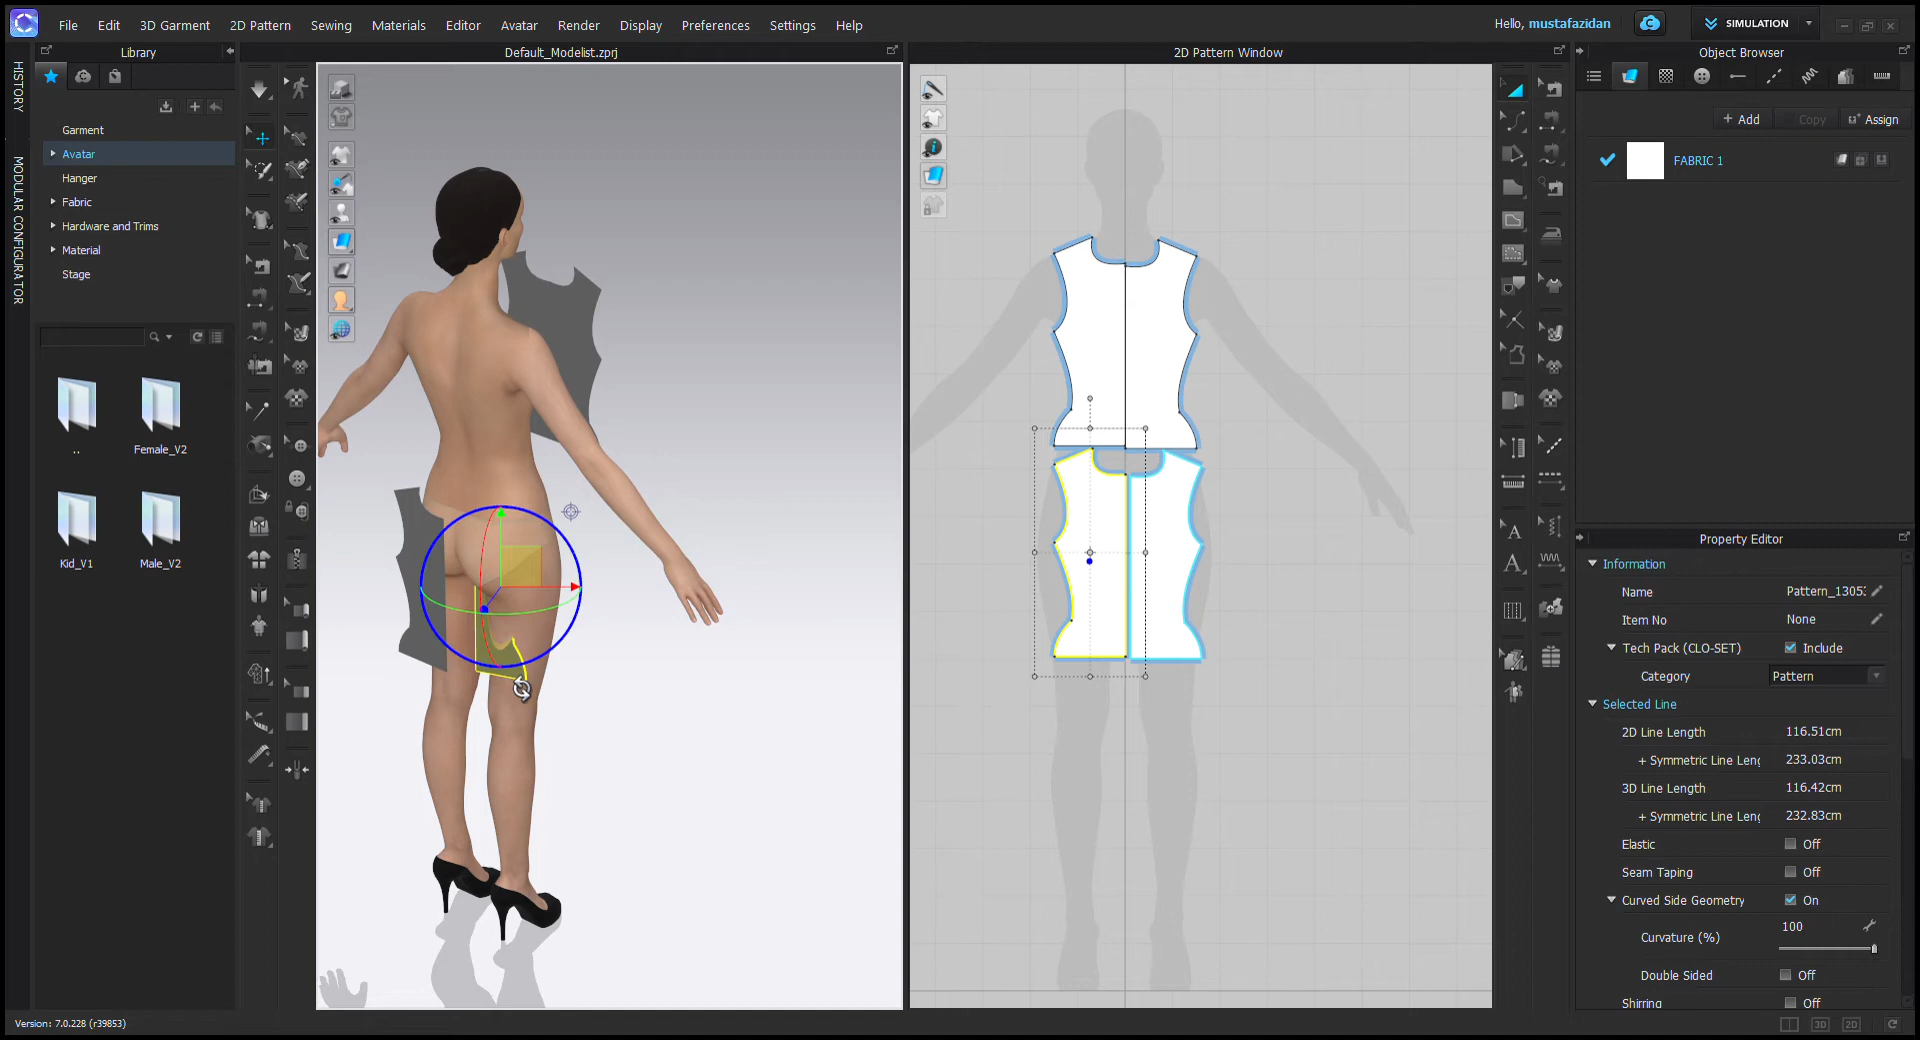 File Edit 3D Garment 2D Pattern Sewing Materials Editor Avatar Render Display Preferences Settings Help
Hello, mustafazidan
SIMULATION
Library
Default_Modelist.zprj
2D Pattern Window
Object Browser
HISTORY
MODULAR CONFIGURATOR
Garment
Avatar
Hanger
Fabric
Hardware and Trims
Material
Stage
..
Female_V2
Kid_V1
Male_V2
+ Add
Copy
Assign
FABRIC 1
Property Editor
Information
Name Pattern_1305
Item No None
Tech Pack (CLO-SET) Include
Category Pattern
Selected Line
2D Line Length 116.51cm
+ Symmetric Line Leng 233.03cm
3D Line Length 116.42cm
+ Symmetric Line Leng 232.83cm
Elastic Off
Seam Taping Off
Curved Side Geometry On
Curvature (%) 100
Double Sided Off
Shirring Off
Version: 7.0.228 (r39853)
3D
2D
A
A